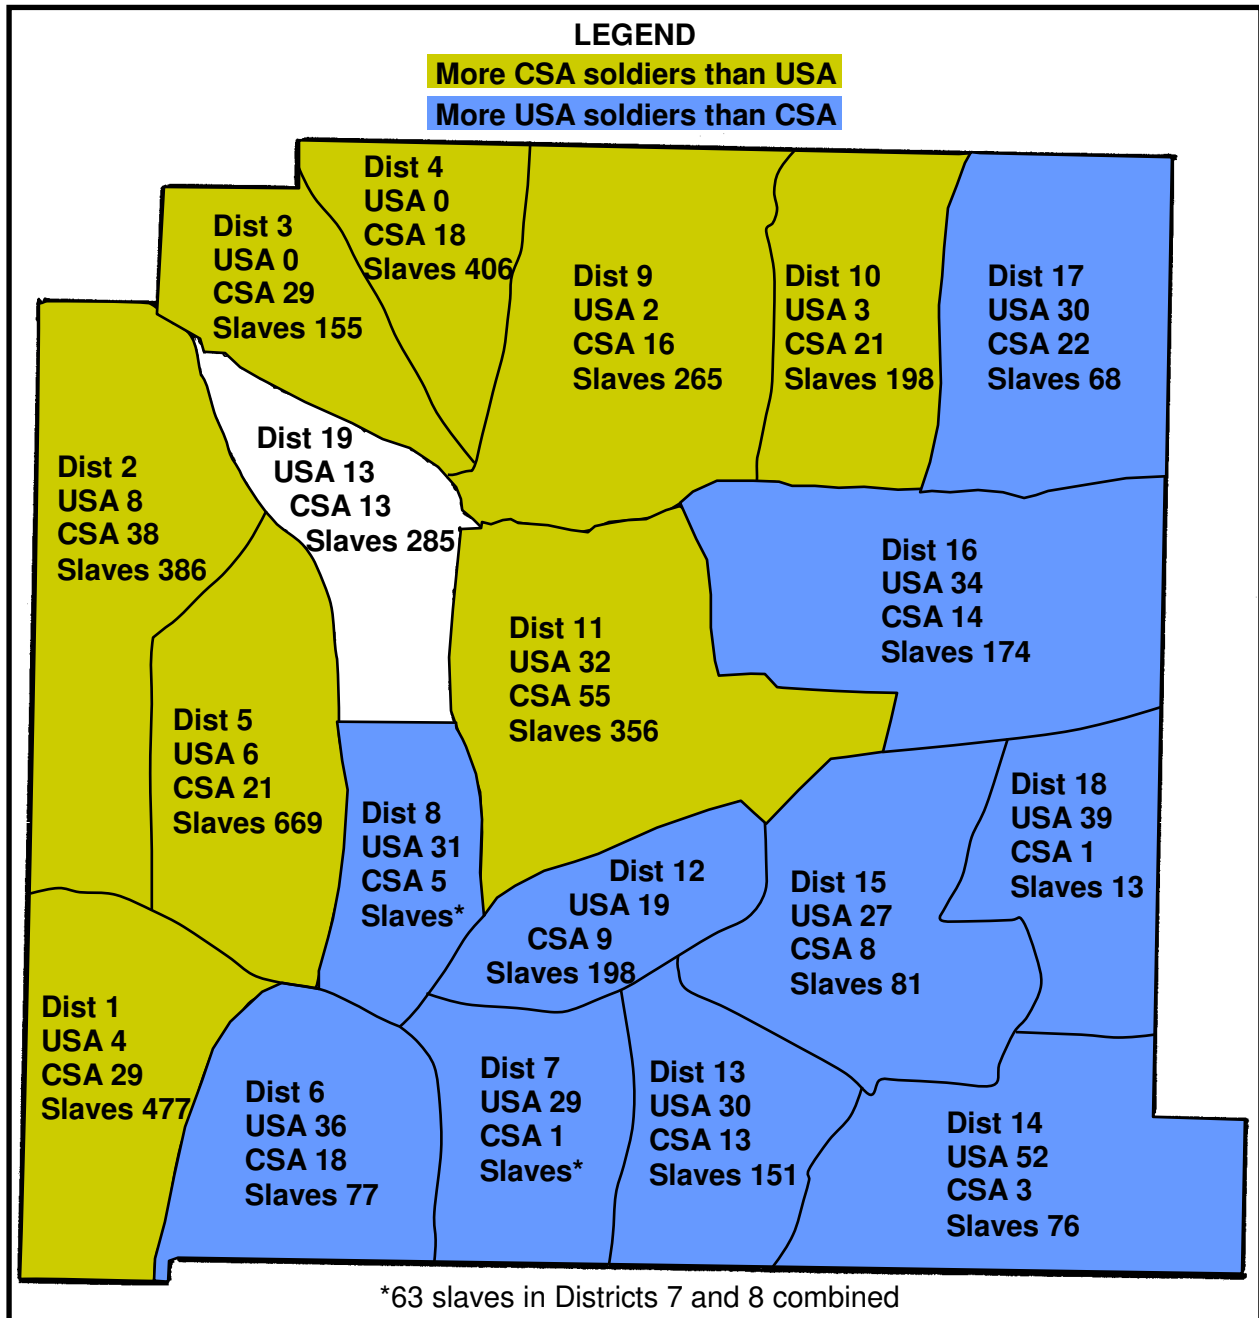 LEGEND
More CSA soldiers than USA
More USA soldiers than CSA
Dist 4
USA 0
CSA 18
Slaves 406
Dist 3
USA 0
CSA 29
Slaves 155
Dist 9
USA 2
CSA 16
Slaves 265
Dist 10
USA 3
CSA 21
Slaves 198
Dist 17
USA 30
CSA 22
Slaves 68
Dist 19
USA 13
CSA 13
Slaves 285
Dist 2
USA 8
CSA 38
Slaves 386
Dist 16
USA 34
CSA 14
Slaves 174
Dist 11
USA 32
CSA 55
Slaves 356
Dist 5
USA 6
CSA 21
Slaves 669
Dist 8
USA 31
CSA 5
Slaves*
Dist 18
USA 39
CSA 1
Slaves 13
Dist 12
USA 19
CSA 9
Slaves 198
Dist 15
USA 27
CSA 8
Slaves 81
Dist 1
USA 4
CSA 29
Slaves 477
Dist 6
USA 36
CSA 18
Slaves 77
Dist 7
USA 29
CSA 1
Slaves*
Dist 13
USA 30
CSA 13
Slaves 151
Dist 14
USA 52
CSA 3
Slaves 76
*63 slaves in Districts 7 and 8 combined